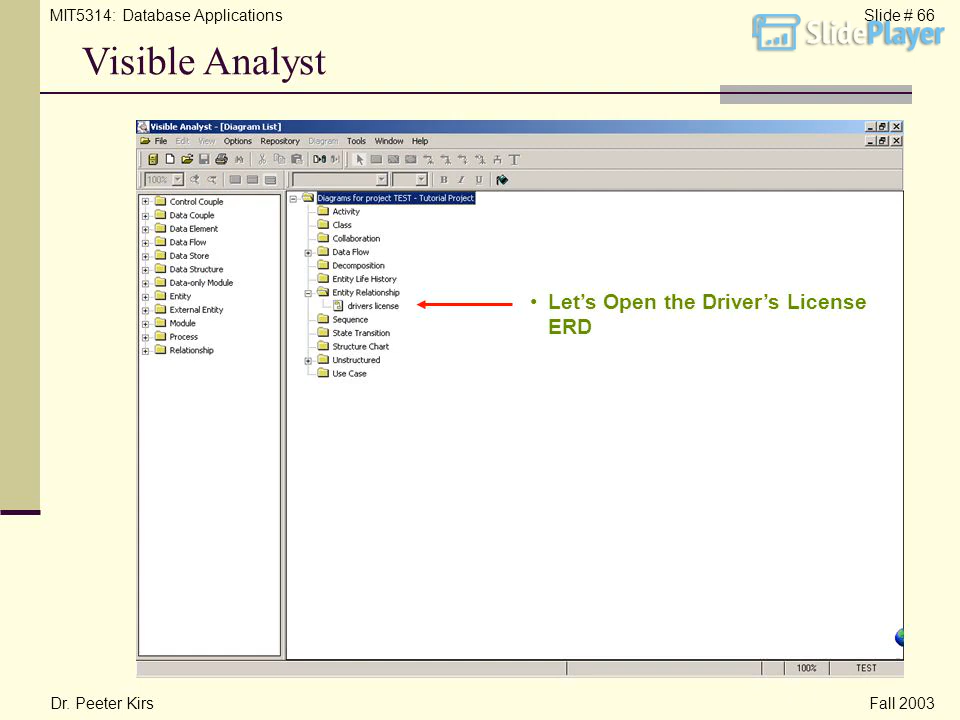 MIT5314: Database Applications
Slide # 66
SlidePlayer
Visible Analyst
Visible Analyst - [Diagram List]
File Edit View Options Repository Diagram Tools Window Help
100%
B I U
Control Couple
Data Couple
Data Element
Data Flow
Data Store
Data Structure
Data-only Module
Entity
External Entity
Module
Process
Relationship
Diagrams for project TEST - Tutorial Project
Activity
Class
Collaboration
Data Flow
Decomposition
Entity Life History
Entity Relationship
drivers license
Sequence
State Transition
Structure Chart
Unstructured
Use Case
• Let’s Open the Driver’s License
ERD
100%
TEST
Dr. Peeter Kirs
Fall 2003